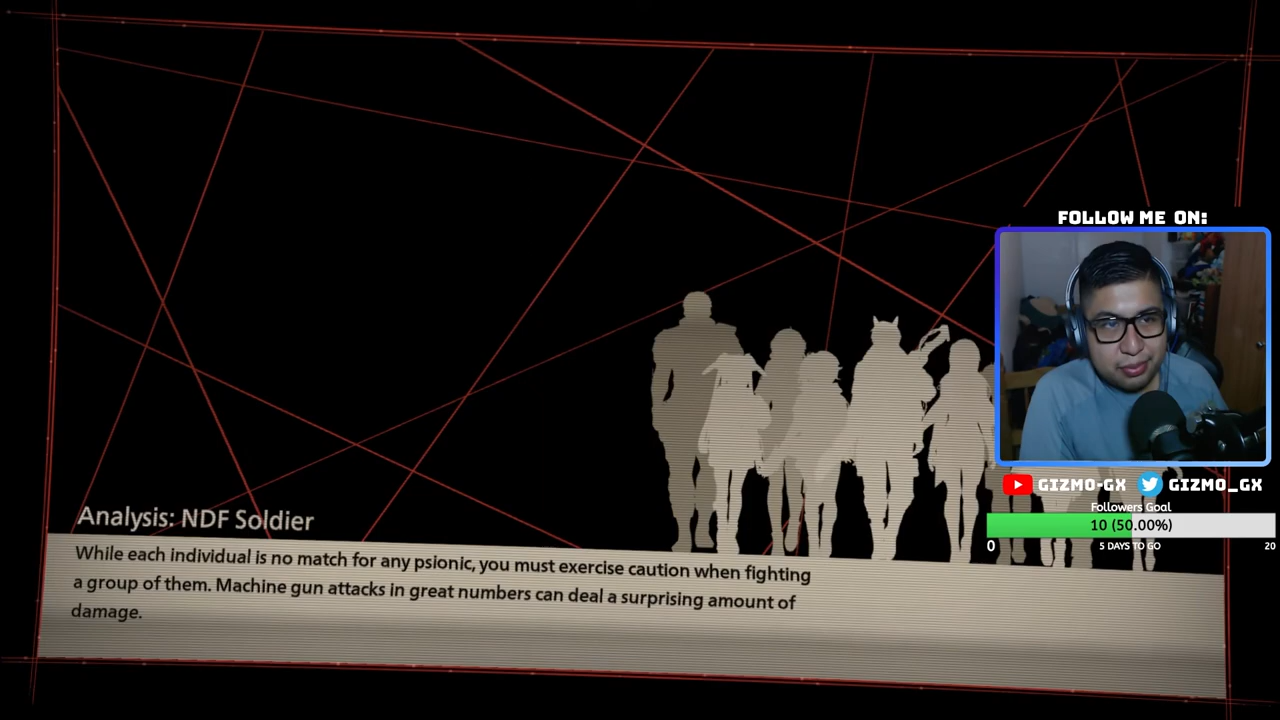 FOLLOW ME ON:
GIZMO-GX GIZMO_GX
Followers Goal
10 (50.00%)
0 5 DAYS TO GO 20
Analysis: NDF Soldier
While each individual is no match for any psionic, you must exercise caution when fighting
a group of them. Machine gun attacks in great numbers can deal a surprising amount of
damage.